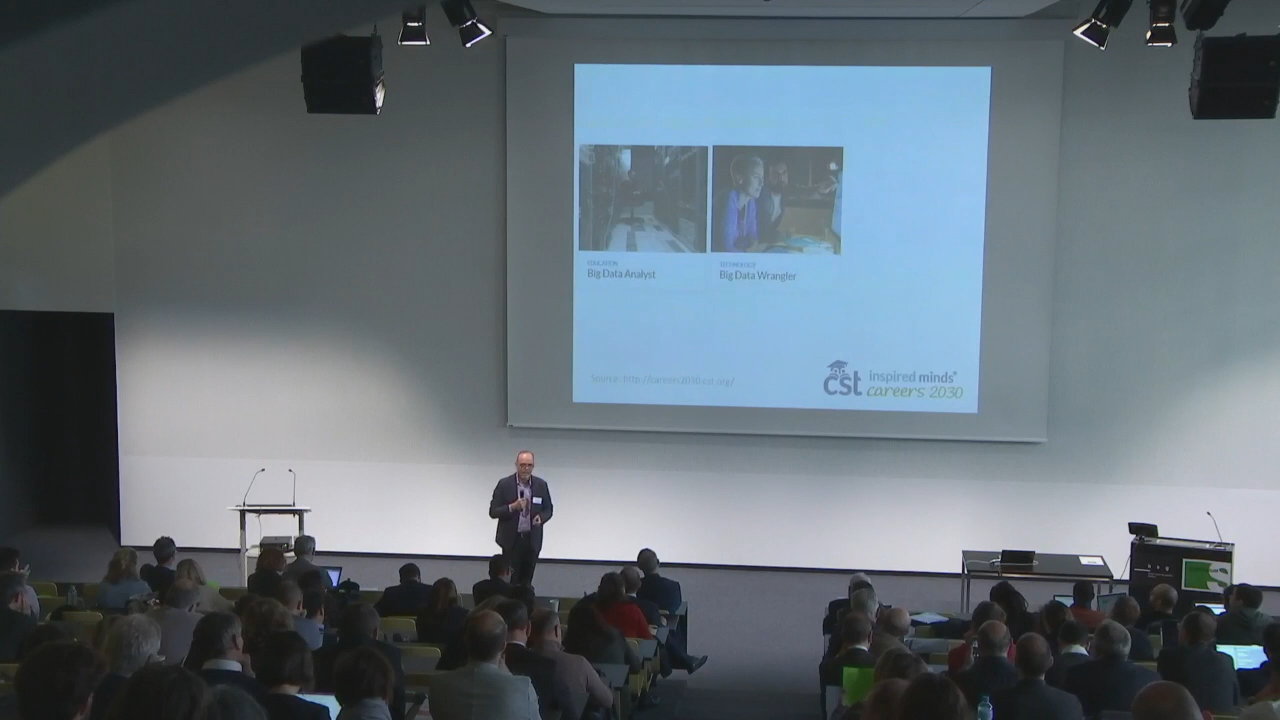 EDUCATION
Big Data Analyst
TECHNOLOGY
Big Data Wrangler
Source: http://careers2030.cst.org/
cst inspired minds®
careers 2030